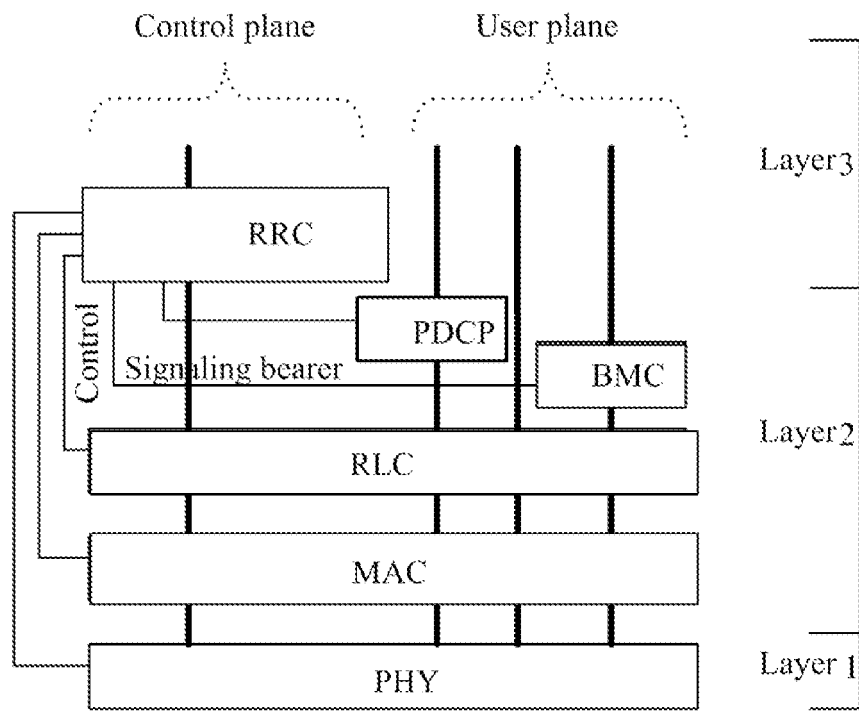 Control plane
User plane
Layer3
RRC
Control
PDCP
Signaling bearer
BMC
Layer2
RLC
MAC
Layer 1
PHY